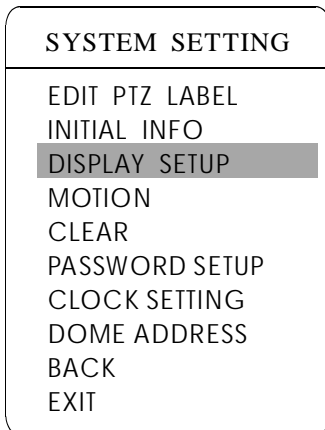 SYSTEM SETTING
EDIT PTZ LABEL
INITIAL INFO
DISPLAY SETUP
MOTION
CLEAR
PASSWORD SETUP
CLOCK SETTING
DOME ADDRESS
BACK
EXIT